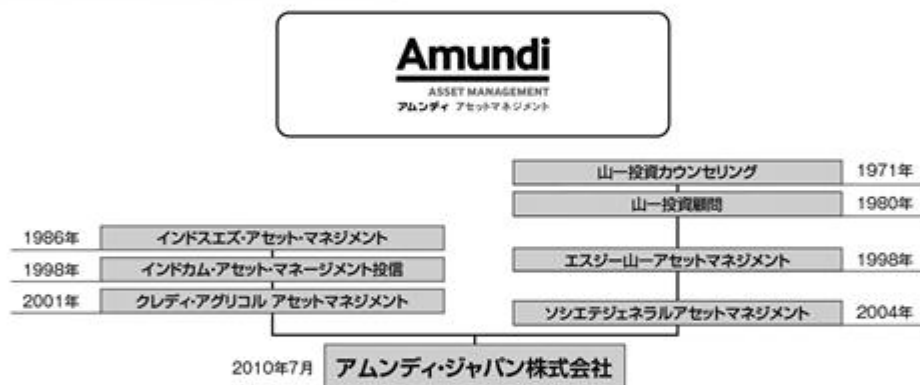 Amundi
ASSET MANAGEMENT
アムンディ アセットマネジメント
山一投資カウンセリング 1971年
山一投資顧問 1980年
1986年 インドスエズ・アセット・マネジメント
エスジー山一アセットマネジメント 1998年
1998年 インドカム・アセット・マネージメント投信
2001年 クレディ・アグリコル アセットマネジメント
ソシエテジェネラルアセットマネジメント 2004年
2010年7月 アムンディ・ジャパン株式会社